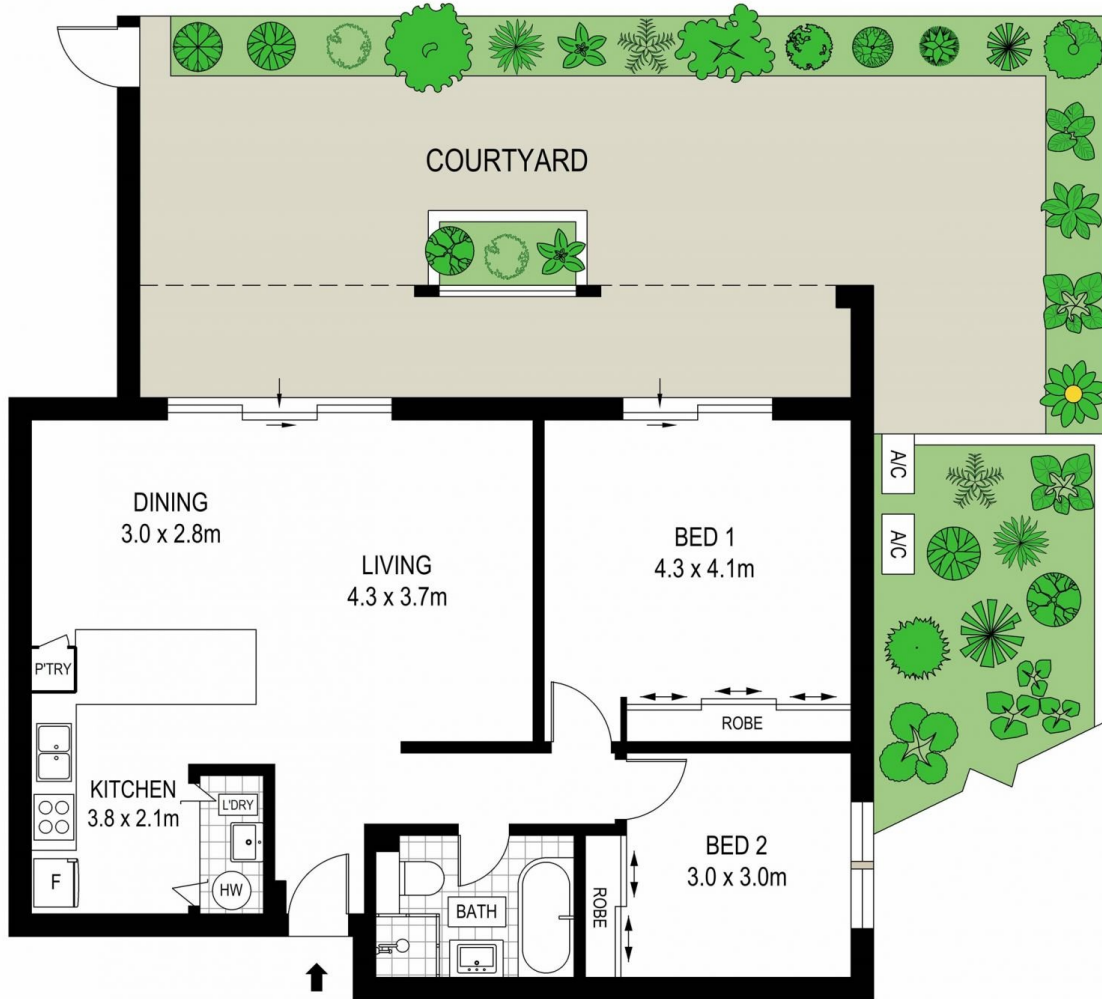 COURTYARD
DINING
3.0 x 2.8m
LIVING
4.3 x 3.7m
BED 1
4.3 x 4.1m
A/C
A/C
P'TRY
ROBE
KITCHEN
3.8 x 2.1m
L'DRY
HW
F
BATH
ROBE
BED 2
3.0 x 3.0m